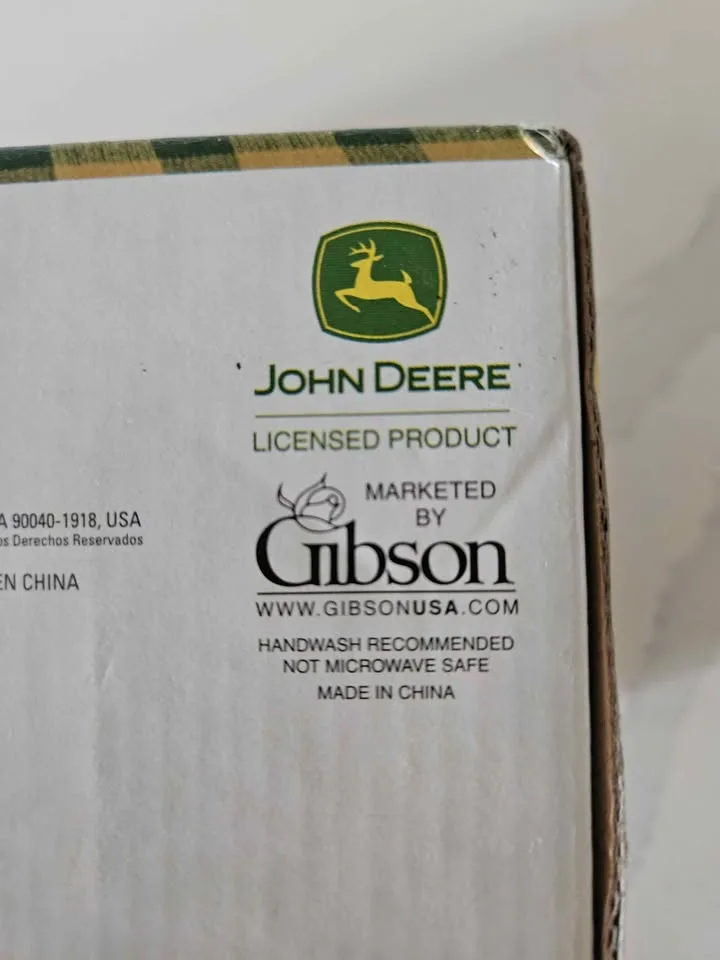 JOHN DEERE
LICENSED PRODUCT
MARKETED
BY
Gibson
WWW.GIBSONUSA.COM
HANDWASH RECOMMENDED
NOT MICROWAVE SAFE
MADE IN CHINA
A 90040-1918, USA
os Derechos Reservados
EN CHINA